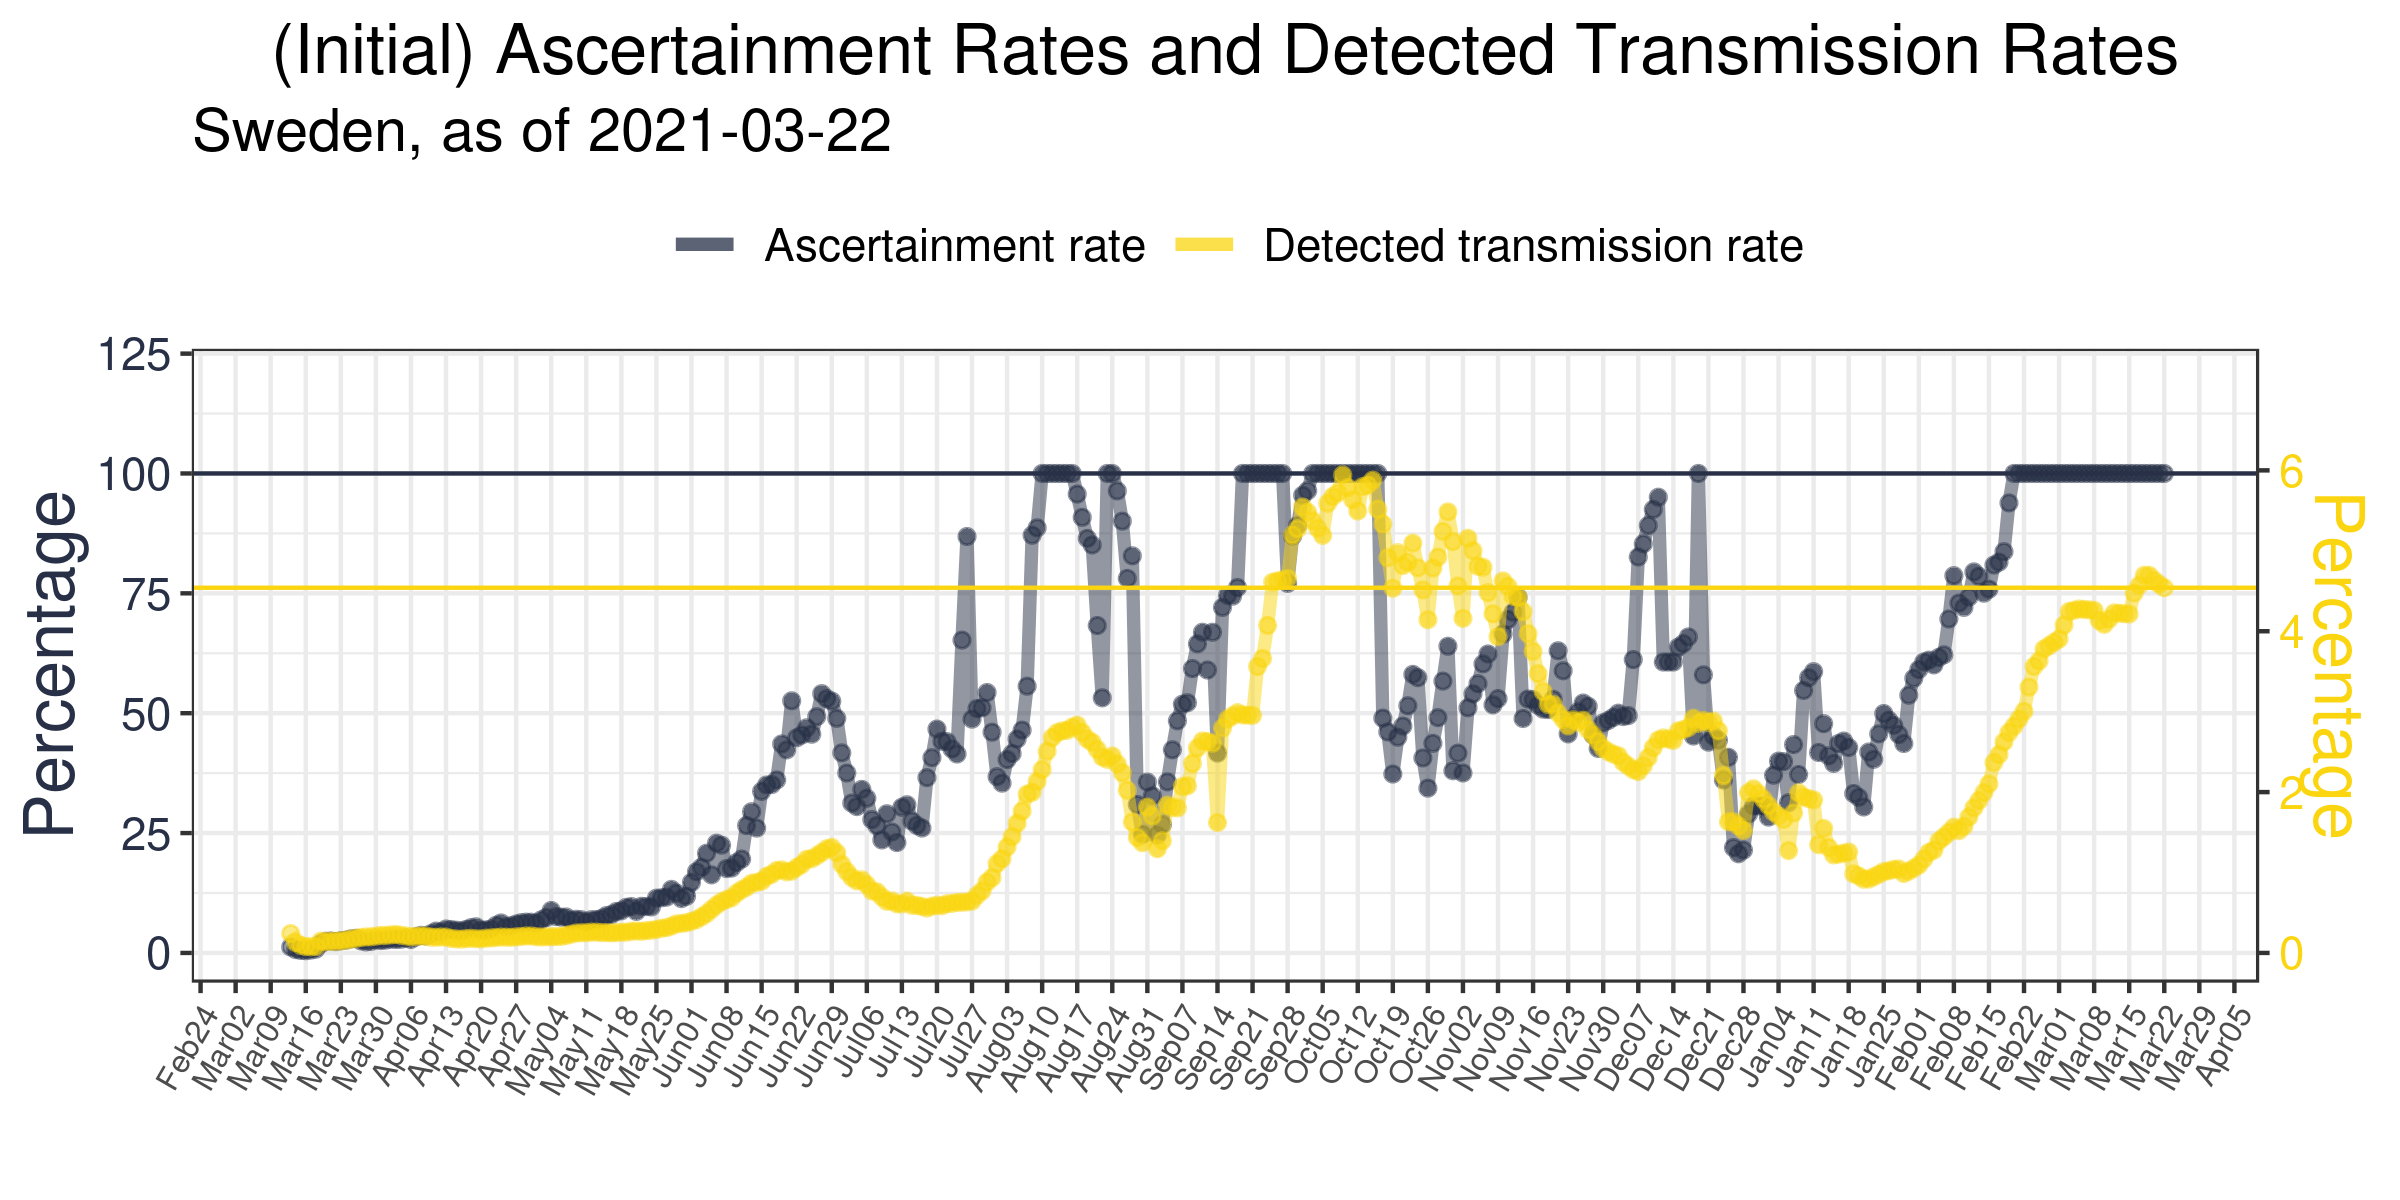 (Initial) Ascertainment Rates and Detected Transmission Rates
Sweden, as of 2021-03-22
Ascertainment rate
Detected transmission rate
125
100
75
50
25
0
Percentage
6
4
2
0
Percentage
Feb24
Mar02
Mar09
Mar16
Mar23
Mar30
Apr06
Apr13
Apr20
Apr27
May04
May11
May18
May25
Jun01
Jun08
Jun15
Jun22
Jun29
Jul06
Jul13
Jul20
Jul27
Aug03
Aug10
Aug17
Aug24
Aug31
Sep07
Sep14
Sep21
Sep28
Oct05
Oct12
Oct19
Oct26
Nov02
Nov09
Nov16
Nov23
Nov30
Dec07
Dec14
Dec21
Dec28
Jan04
Jan11
Jan18
Jan25
Feb01
Feb08
Feb15
Feb22
Mar01
Mar08
Mar15
Mar22
Mar29
Apr05